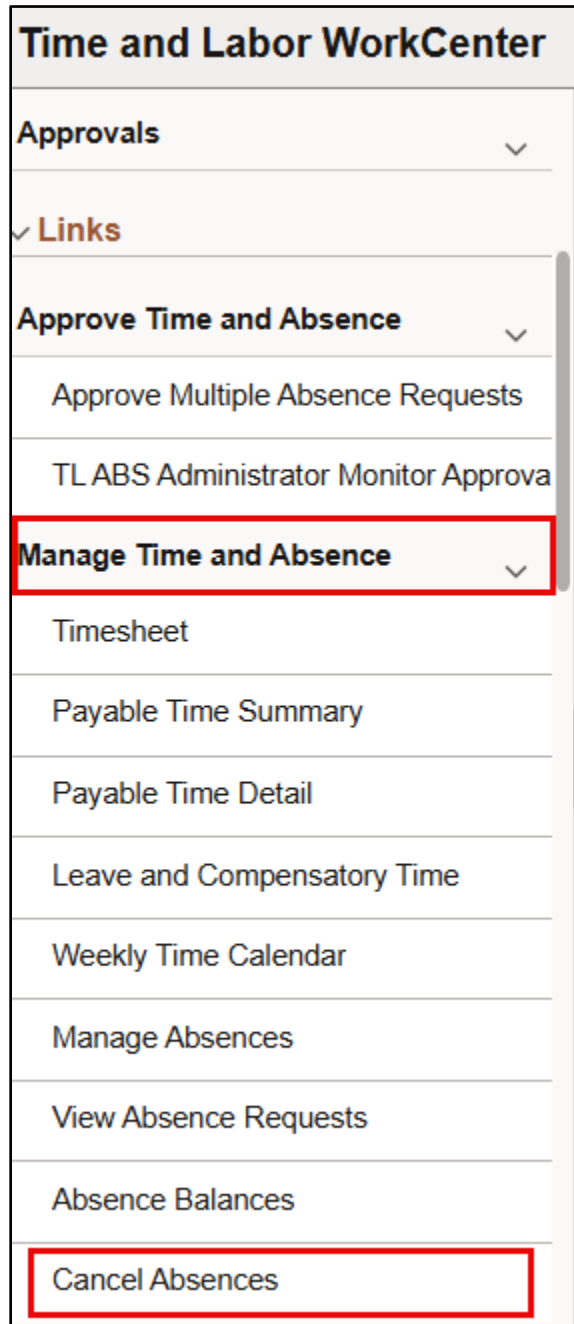 Time and Labor WorkCenter
Approvals
Links
Approve Time and Absence
Approve Multiple Absence Requests
TL ABS Administrator Monitor Approva
Manage Time and Absence
Timesheet
Payable Time Summary
Payable Time Detail
Leave and Compensatory Time
Weekly Time Calendar
Manage Absences
View Absence Requests
Absence Balances
Cancel Absences